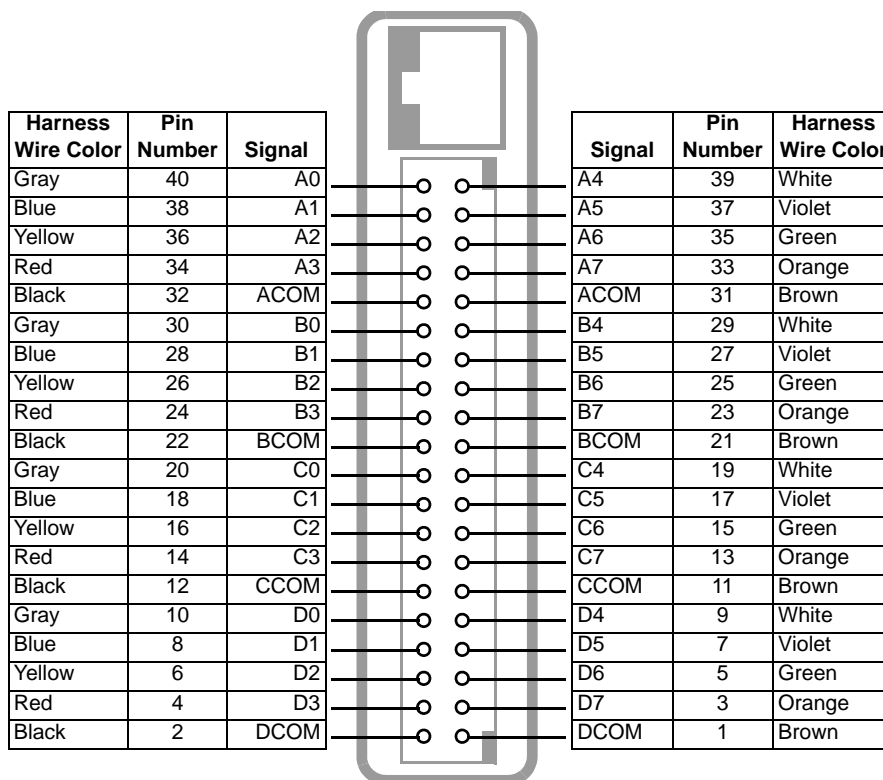 Harness Wire Color Pin Number Signal Signal Pin Number Harness Wire Color
Gray 40 A0 A4 39 White
Blue 38 A1 A5 37 Violet
Yellow 36 A2 A6 35 Green
Red 34 A3 A7 33 Orange
Black 32 ACOM ACOM 31 Brown
Gray 30 B0 B4 29 White
Blue 28 B1 B5 27 Violet
Yellow 26 B2 B6 25 Green
Red 24 B3 B7 23 Orange
Black 22 BCOM BCOM 21 Brown
Gray 20 C0 C4 19 White
Blue 18 C1 C5 17 Violet
Yellow 16 C2 C6 15 Green
Red 14 C3 C7 13 Orange
Black 12 CCOM CCOM 11 Brown
Gray 10 D0 D4 9 White
Blue 8 D1 D5 7 Violet
Yellow 6 D2 D6 5 Green
Red 4 D3 D7 3 Orange
Black 2 DCOM DCOM 1 Brown